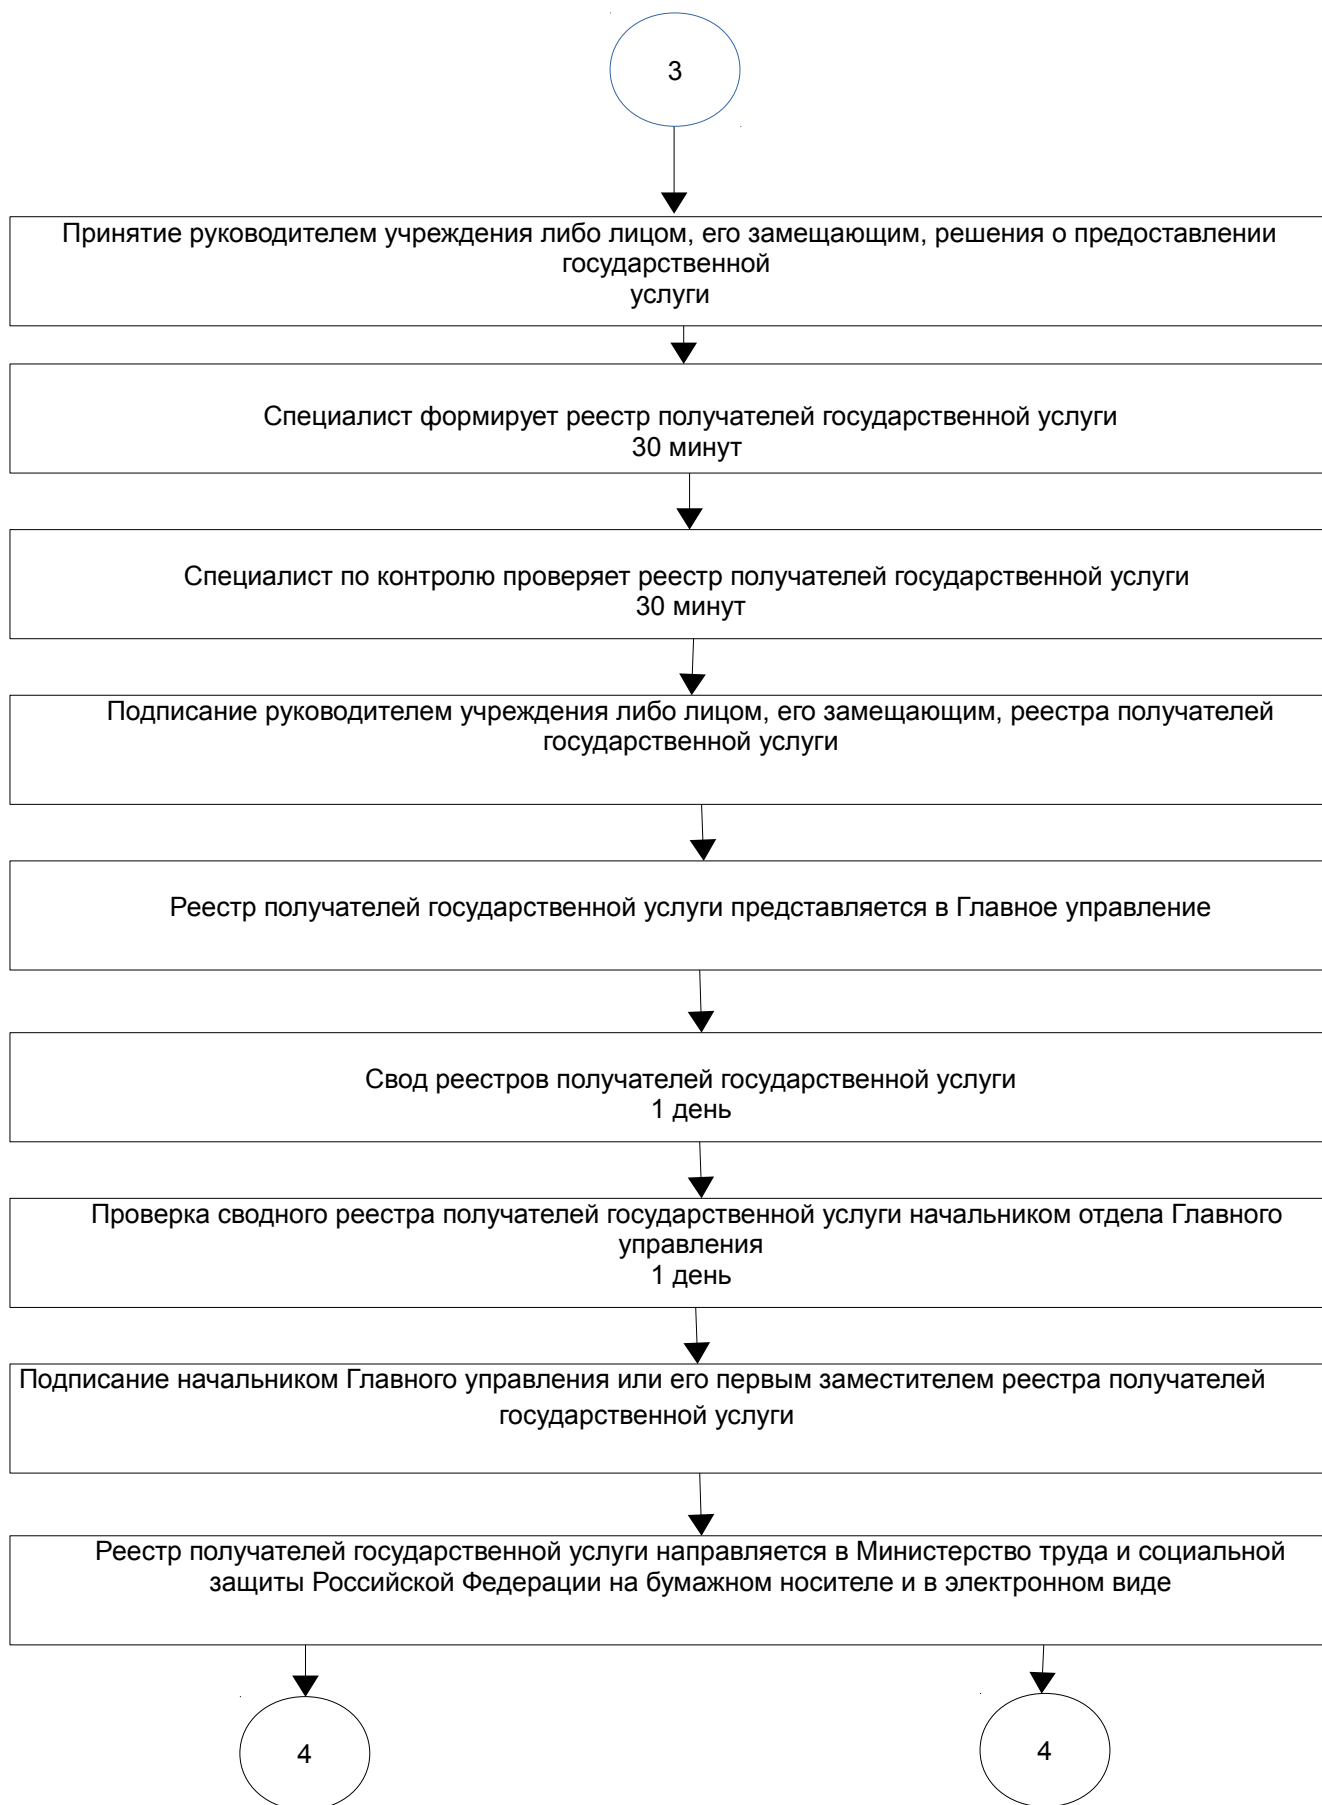 3
Принятие руководителем учреждения либо лицом, его замещающим, решения о предоставлении
государственной
услуги
Специалист формирует реестр получателей государственной услуги
30 минут
Специалист по контролю проверяет реестр получателей государственной услуги
30 минут
Подписание руководителем учреждения либо лицом, его замещающим, реестра получателей
государственной услуги
Реестр получателей государственной услуги представляется в Главное управление
Свод реестров получателей государственной услуги
1 день
Проверка сводного реестра получателей государственной услуги начальником отдела Главного
управления
1 день
Подписание начальником Главного управления или его первым заместителем реестра получателей
государственной услуги
Реестр получателей государственной услуги направляется в Министерство труда и социальной
защиты Российской Федерации на бумажном носителе и в электронном виде
4
4